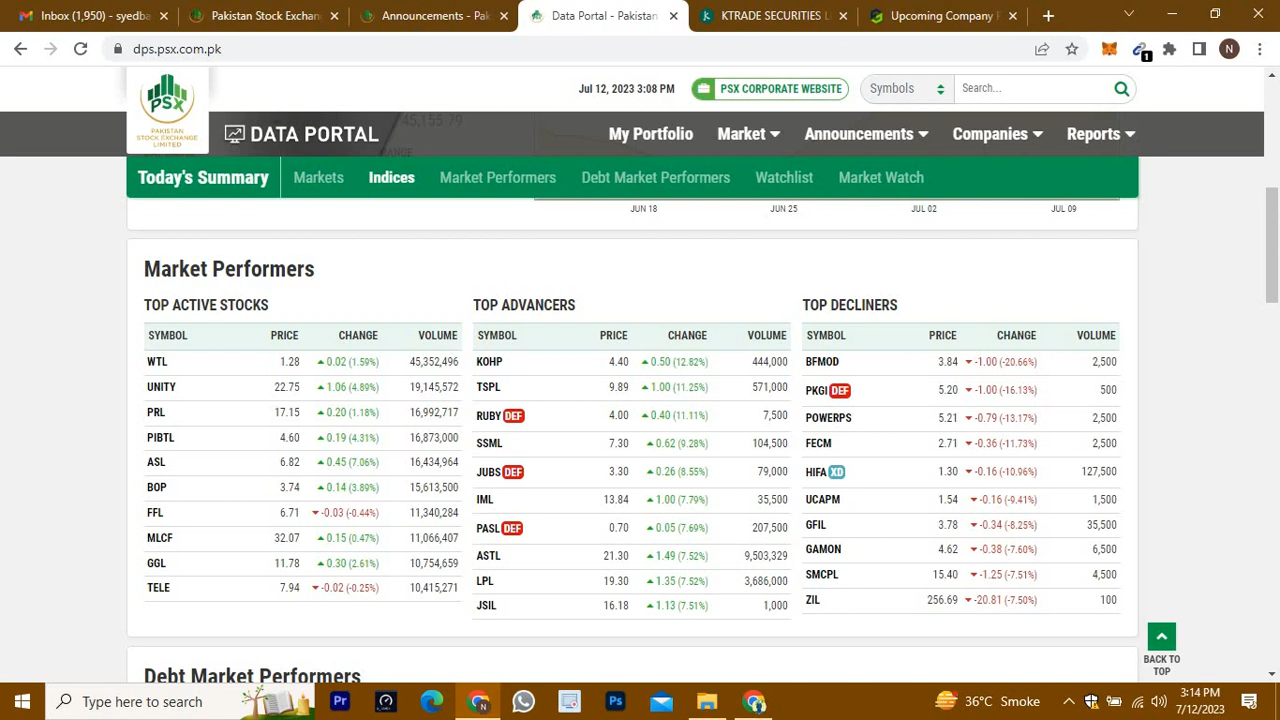 Inbox (1,950) - syedba
Pakistan Stock Exchan
Announcements - Pak
Data Portal - Pakistan
KTRADE SECURITIES L
Upcoming Company F
dps.psx.com.pk
1
N
PSX
PAKISTAN
STOCK EXCHANGE
LIMITED
Jul 12, 2023 3:08 PM
PSX CORPORATE WEBSITE
Symbols
Search...
DATA PORTAL
45,155.79
My Portfolio
Market
Announcements
Companies
Reports
Today's Summary
Markets
Indices
Market Performers
Debt Market Performers
Watchlist
Market Watch
JUN 18
JUN 25
JUL 02
JUL 09
Market Performers
TOP ACTIVE STOCKS
SYMBOL PRICE CHANGE VOLUME
WTL 1.28 0.02 (1.59%) 45,352,496
UNITY 22.75 1.06 (4.89%) 19,145,572
PRL 17.15 0.20 (1.18%) 16,992,717
PIBTL 4.60 0.19 (4.31%) 16,873,000
ASL 6.82 0.45 (7.06%) 16,434,964
BOP 3.74 0.14 (3.89%) 15,613,500
FFL 6.71 -0.03 (-0.44%) 11,340,284
MLCF 32.07 0.15 (0.47%) 11,066,407
GGL 11.78 0.30 (2.61%) 10,754,659
TELE 7.94 -0.02 (-0.25%) 10,415,271
TOP ADVANCERS
SYMBOL PRICE CHANGE VOLUME
KOHP 4.40 0.50 (12.82%) 444,000
TSPL 9.89 1.00 (11.25%) 571,000
RUBY DEF 4.00 0.40 (11.11%) 7,500
SSML 7.30 0.62 (9.28%) 104,500
JUBS DEF 3.30 0.26 (8.55%) 79,000
IML 13.84 1.00 (7.79%) 35,500
PASL DEF 0.70 0.05 (7.69%) 207,500
ASTL 21.30 1.49 (7.52%) 9,503,329
LPL 19.30 1.35 (7.52%) 3,686,000
JSIL 16.18 1.13 (7.51%) 1,000
TOP DECLINERS
SYMBOL PRICE CHANGE VOLUME
BFMOD 3.84 -1.00 (-20.66%) 2,500
PKGI DEF 5.20 -1.00 (-16.13%) 500
POWERPS 5.21 -0.79 (-13.17%) 2,500
FECM 2.71 -0.36 (-11.73%) 2,500
HIFA XD 1.30 -0.16 (-10.96%) 127,500
UCAPM 1.54 -0.16 (-9.41%) 1,500
GFIL 3.78 -0.34 (-8.25%) 35,500
GAMON 4.62 -0.38 (-7.60%) 6,500
SMCPL 15.40 -1.25 (-7.51%) 4,500
ZIL 256.69 -20.81 (-7.50%) 100
BACK TO
TOP
Debt Market Performers
Type here to search
Pr
Ps
N
36°C Smoke
3:14 PM
7/12/2023